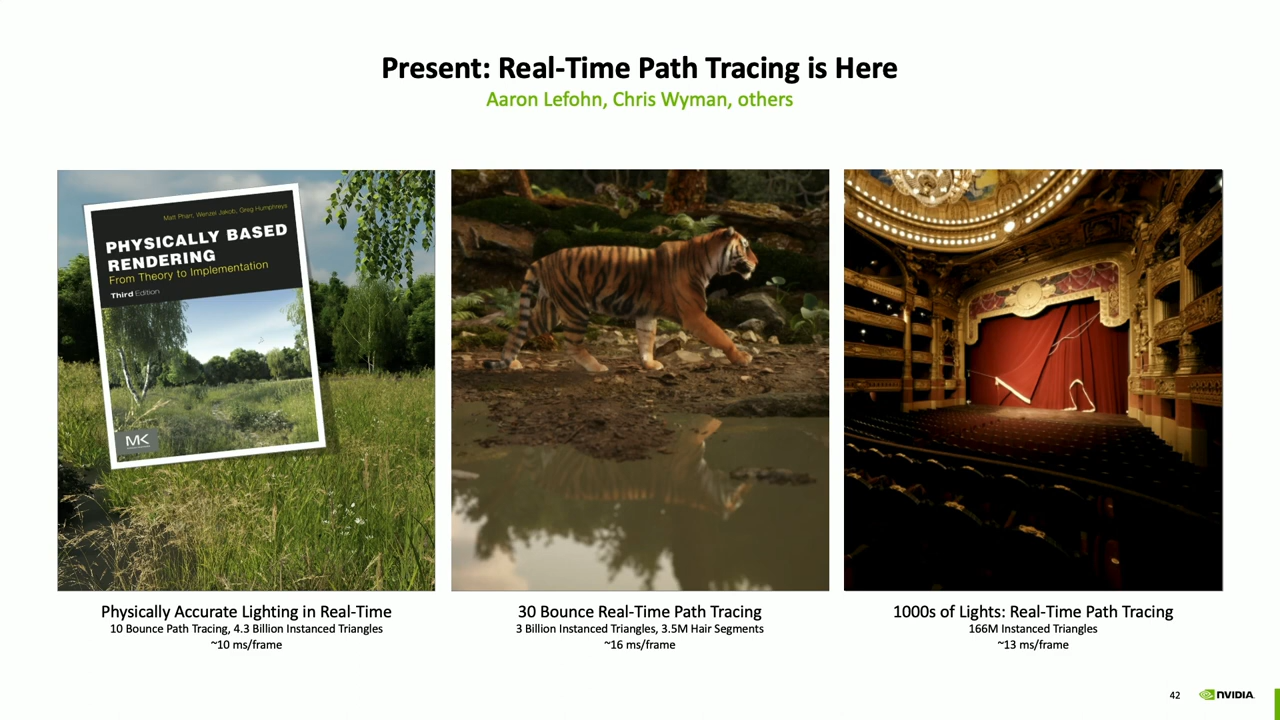 Present: Real-Time Path Tracing is Here
Aaron Lefohn, Chris Wyman, others
Matt Pharr, Wenzel Jakob, Greg Humphreys
PHYSICALLY BASED
RENDERING
From Theory to Implementation
Third Edition
MK
Physically Accurate Lighting in Real-Time
10 Bounce Path Tracing, 4.3 Billion Instanced Triangles
~10 ms/frame
30 Bounce Real-Time Path Tracing
3 Billion Instanced Triangles, 3.5M Hair Segments
~16 ms/frame
1000s of Lights: Real-Time Path Tracing
166M Instanced Triangles
~13 ms/frame
42
NVIDIA